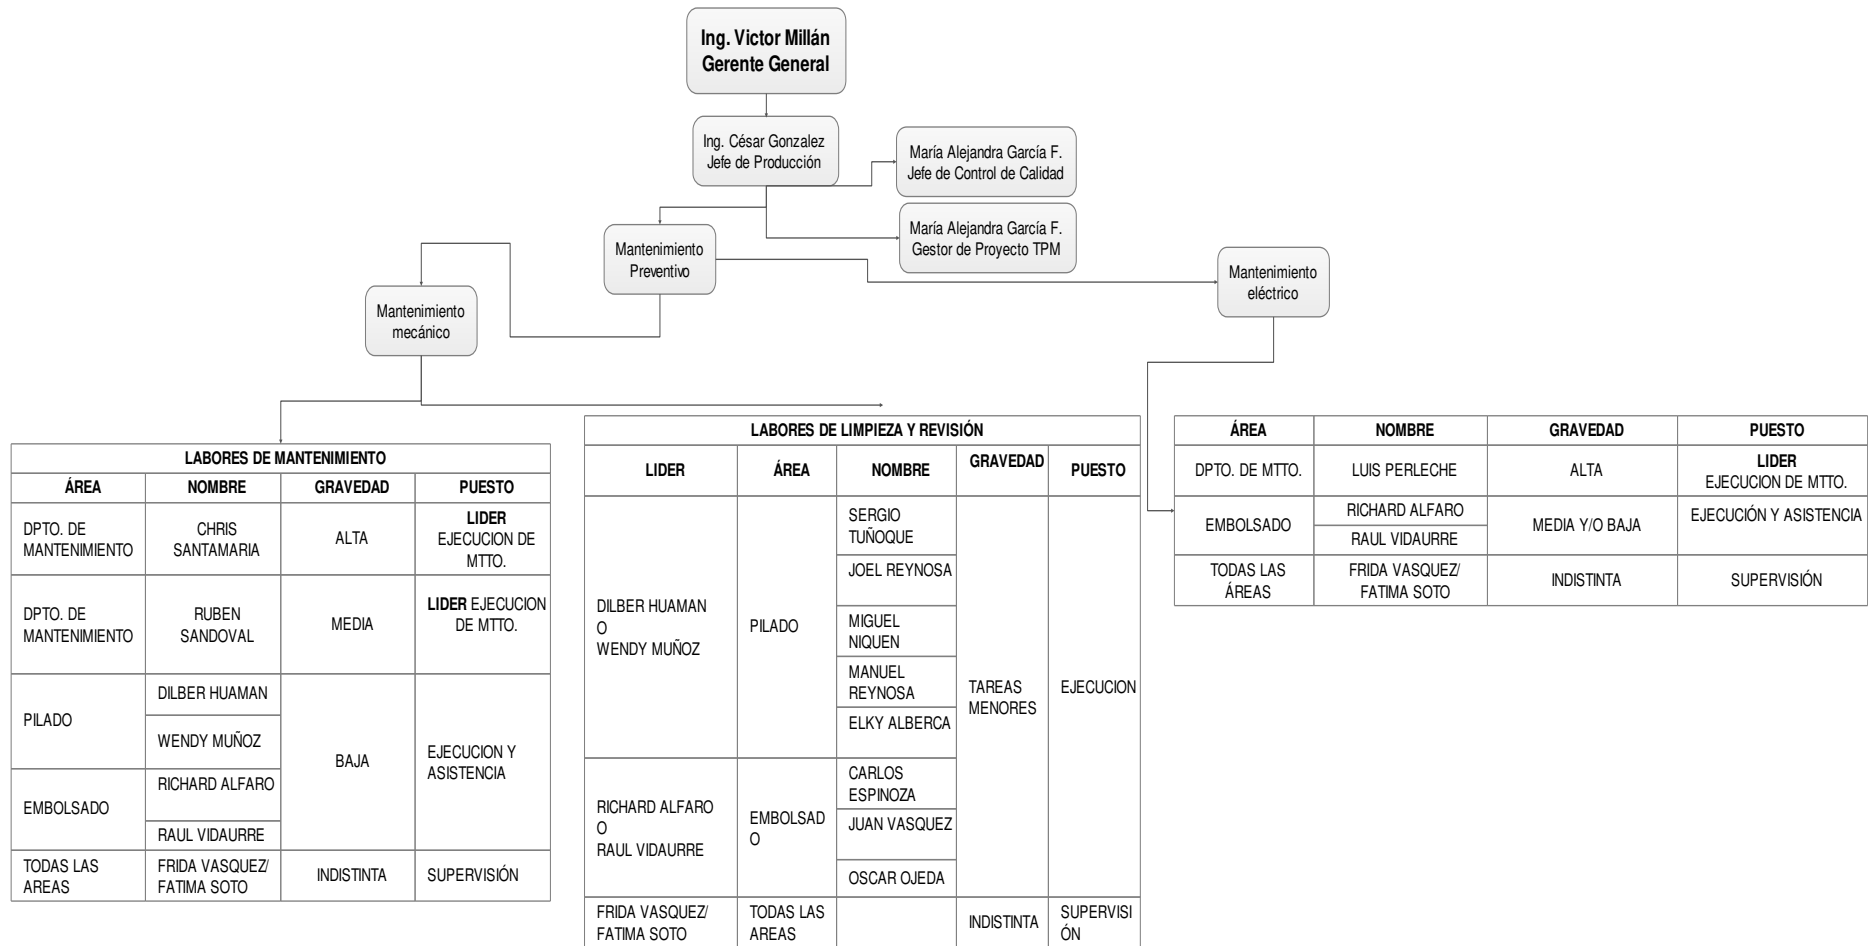 Ing. Victor Millán
Gerente General
Ing. César Gonzalez
Jefe de Producción
María Alejandra García F.
Jefe de Control de Calidad
María Alejandra García F.
Gestor de Proyecto TPM
Mantenimiento
Preventivo
Mantenimiento
eléctrico
Mantenimiento
mecánico
LABORES DE MANTENIMIENTO
ÁREA NOMBRE GRAVEDAD PUESTO
DPTO. DE
MANTENIMIENTO
CHRIS
SANTAMARIA
ALTA
LIDER
EJECUCION DE
MTTO.
DPTO. DE
MANTENIMIENTO
RUBEN
SANDOVAL
MEDIA
LIDER EJECUCION
DE MTTO.
PILADO
DILBER HUAMAN
WENDY MUÑOZ
BAJA
EJECUCION Y
ASISTENCIA
EMBOLSADO
RICHARD ALFARO
RAUL VIDAURRE
TODAS LAS
AREAS
FRIDA VASQUEZ/
FATIMA SOTO
INDISTINTA
SUPERVISIÓN
LABORES DE LIMPIEZA Y REVISIÓN
LIDER ÁREA NOMBRE GRAVEDAD PUESTO
DILBER HUAMAN
O
WENDY MUÑOZ
PILADO
SERGIO
TUÑOQUE
JOEL REYNOSA
MIGUEL
NIQUEN
MANUEL
REYNOSA
ELKY ALBERCA
TAREAS
MENORES
EJECUCION
RICHARD ALFARO
O
RAUL VIDAURRE
EMBOLSAD
O
CARLOS
ESPINOZA
JUAN VASQUEZ
OSCAR OJEDA
FRIDA VASQUEZ/
FATIMA SOTO
TODAS LAS
AREAS
INDISTINTA
SUPERVISI
ÓN
ÁREA NOMBRE GRAVEDAD PUESTO
DPTO. DE MTTO.
LUIS PERLECHE
ALTA
LIDER
EJECUCION DE MTTO.
EMBOLSADO
RICHARD ALFARO
RAUL VIDAURRE
MEDIA Y/O BAJA
EJECUCIÓN Y ASISTENCIA
TODAS LAS
ÁREAS
FRIDA VASQUEZ/
FATIMA SOTO
INDISTINTA
SUPERVISIÓN